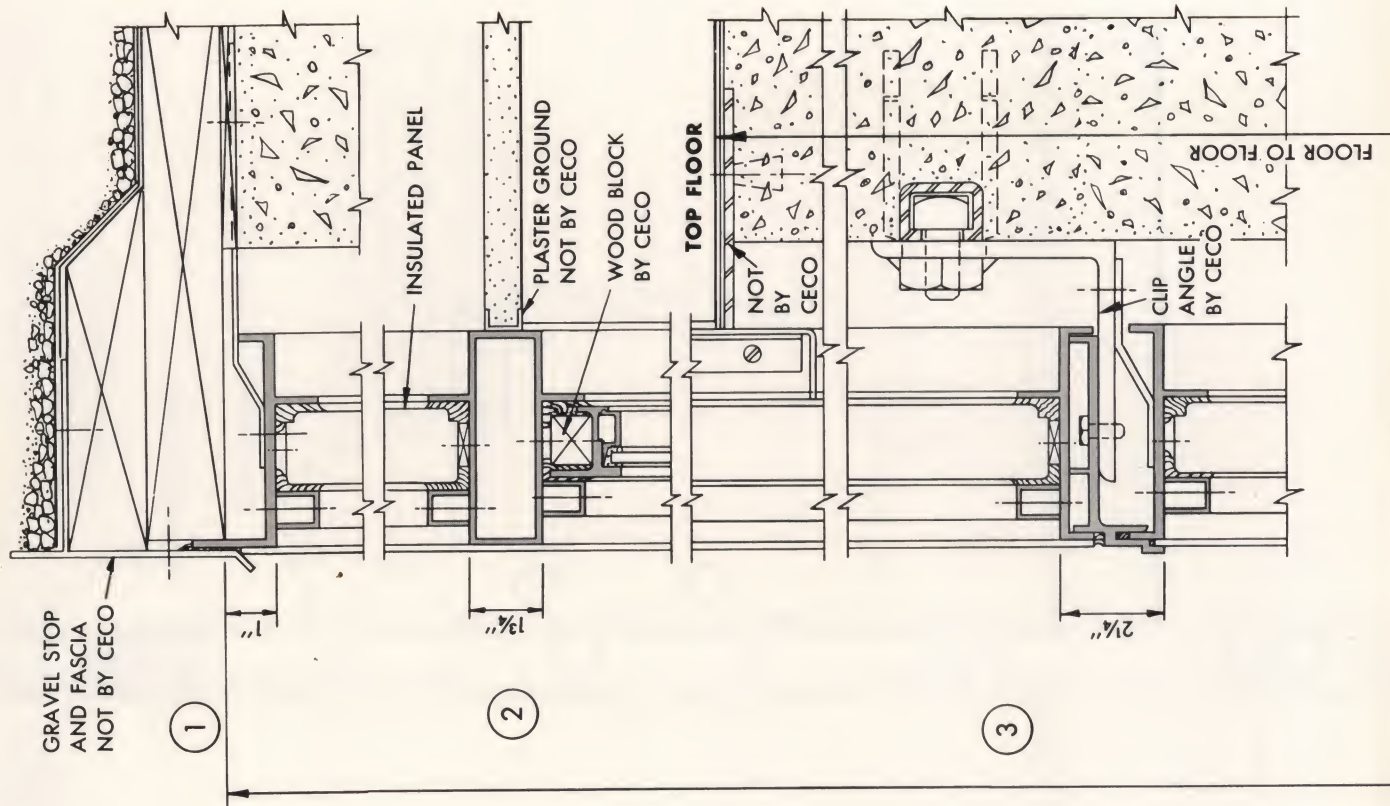 GRAVEL STOP
AND FASCIA
NOT BY CECO
1
1"
INSULATED PANEL
2
1¾"
PLASTER GROUND
NOT BY CECO
WOOD BLOCK
BY CECO
TOP FLOOR
NOT
BY
CECO
FLOOR TO FLOOR
3
2¼"
CLIP
ANGLE
BY CECO